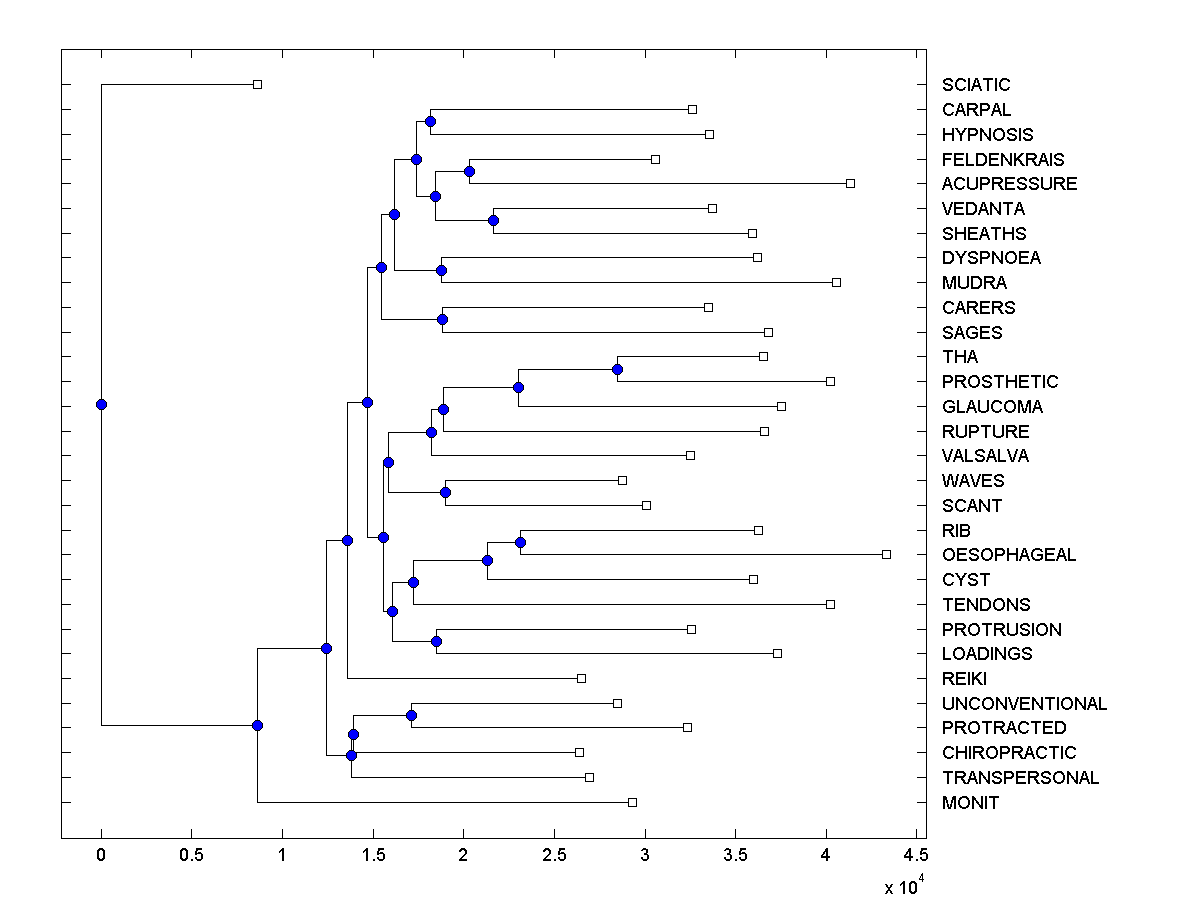 SCIATIC
CARPAL
HYPNOSIS
FELDENKRAIS
ACUPRESSURE
VEDANTA
SHEATHS
DYSPNOEA
MUDRA
CARERS
SAGES
THA
PROSTHETIC
GLAUCOMA
RUPTURE
VALSALVA
WAVES
SCANT
RIB
OESOPHAGEAL
CYST
TENDONS
PROTRUSION
LOADINGS
REIKI
UNCONVENTIONAL
PROTRACTED
CHIROPRACTIC
TRANSPERSONAL
MONIT
0 0.5 1 1.5 2 2.5 3 3.5 4 4.5
x 10^4